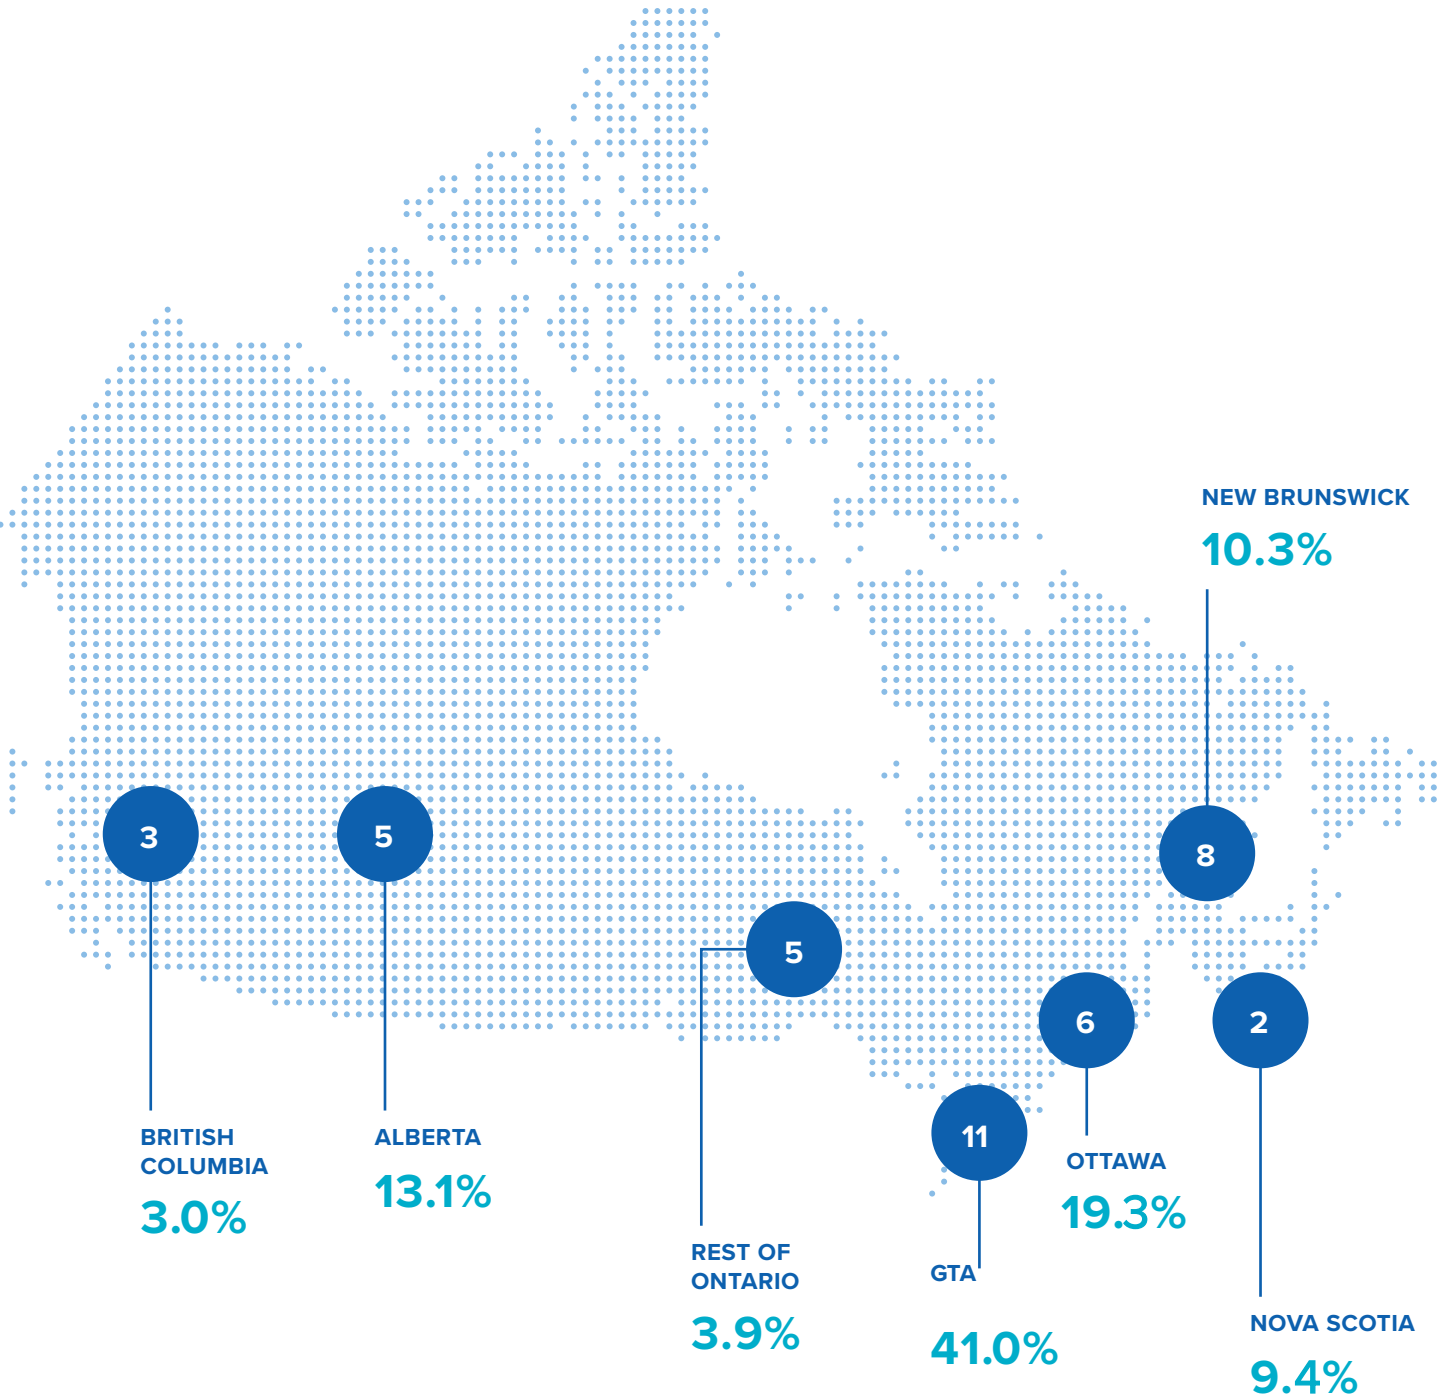 NEW BRUNSWICK
10.3%
3
5
8
5
6
2
11
BRITISH
COLUMBIA
3.0%
ALBERTA
13.1%
REST OF
ONTARIO
3.9%
GTA
41.0%
OTTAWA
19.3%
NOVA SCOTIA
9.4%